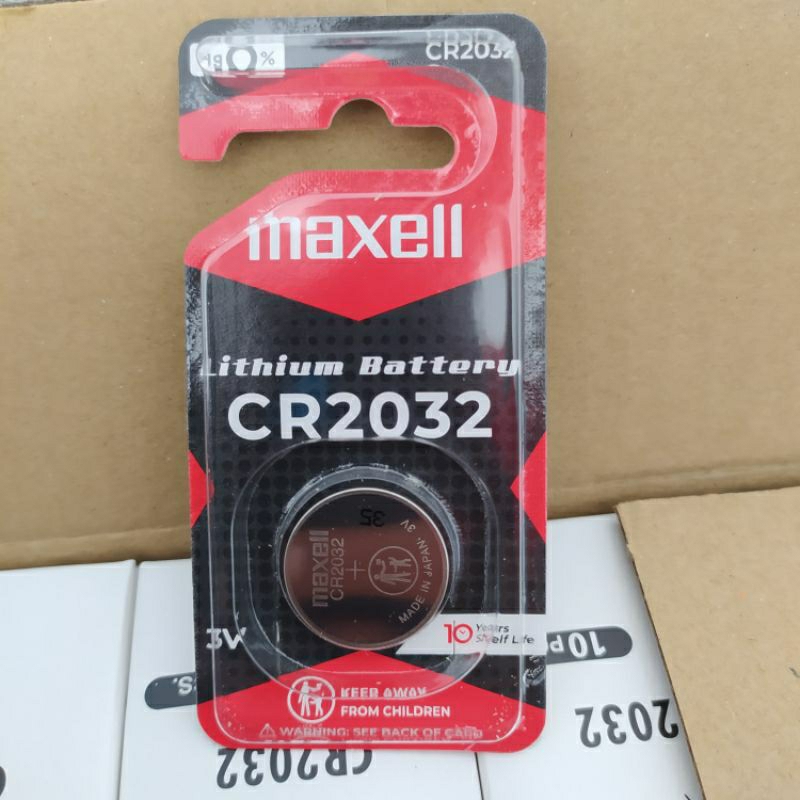 Hg 0%
CR2032
maxell
Lithium Battery
CR2032
35
3V
maxell
CR2032
+
MADE IN JAPAN.
3V
10 Years
Shelf Life
KEEP AWAY
FROM CHILDREN
⚠ WARNING: SEE BACK OF CARD
CR2032
2032